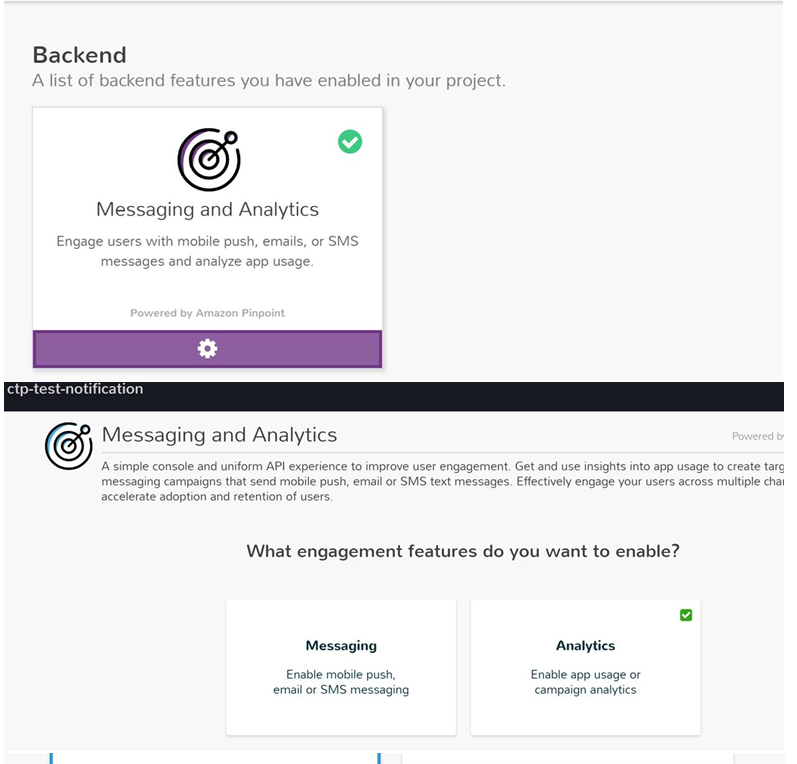 Backend
A list of backend features you have enabled in your project.
Messaging and Analytics
Engage users with mobile push, emails, or SMS
messages and analyze app usage.
Powered by Amazon Pinpoint
ctp-test-notification
Messaging and Analytics
Powered
A simple console and uniform API experience to improve user engagement. Get and use insights into app usage to create
messaging campaigns that send mobile push, email or SMS text messages. Effectively engage your users across multiple
accelerate adoption and retention of users.
What engagement features do you want to enable?
Messaging
Enable mobile push,
email or SMS messaging
Analytics
Enable app usage or
campaign analytics